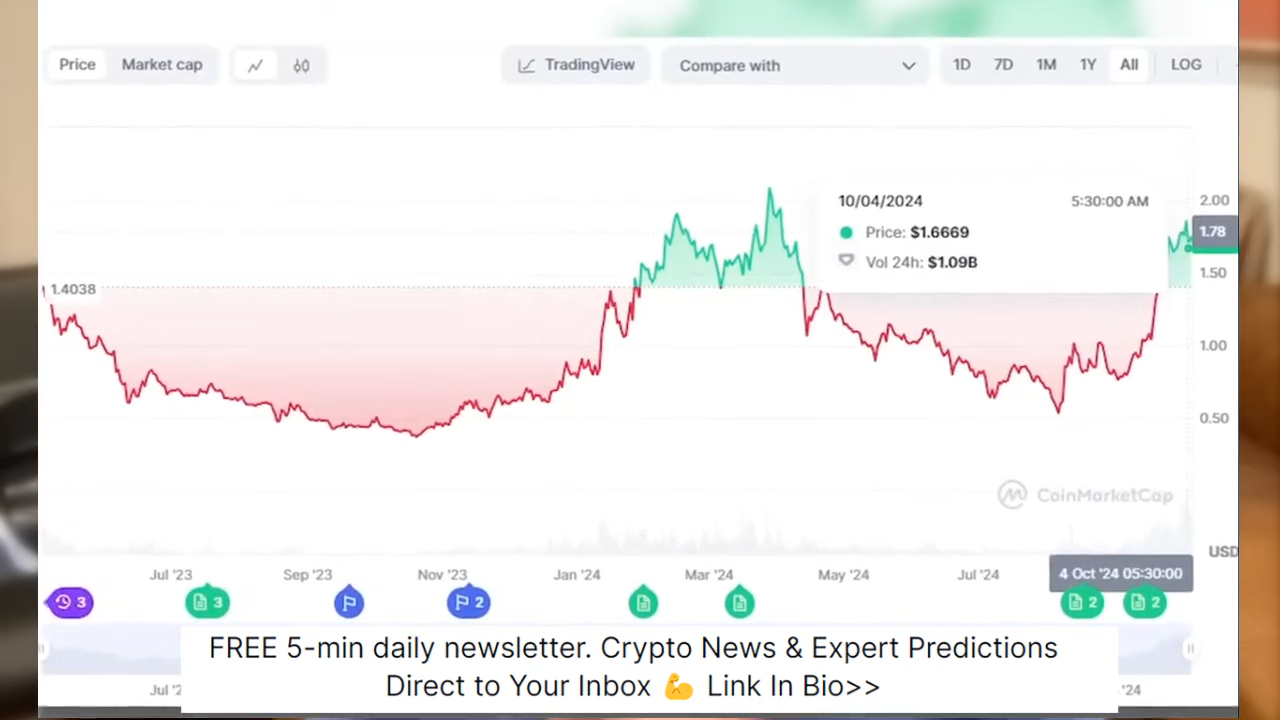 Price
Market cap
TradingView
Compare with
1D
7D
1M
1Y
All
LOG
10/04/2024
5:30:00 AM
Price: $1.6669
Vol 24h: $1.09B
2.00
1.78
1.50
1.4038
1.00
0.50
CoinMarketCap
USD
Jul '23
Sep '23
Nov '23
Jan '24
Mar '24
May '24
Jul '24
4 Oct '24 05:30:00
3
3
2
2
2
FREE 5-min daily newsletter. Crypto News & Expert Predictions
Direct to Your Inbox 💪 Link In Bio>>
Jul '2
'24